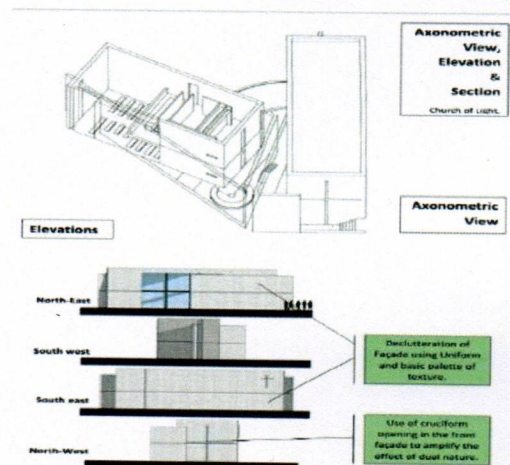 Axonometric
View,
Elevation
&
Section
Church of Light.
Axonometric
View
Elevations
North-East
South west
South east
North-West
Declutteration of
Façade using Uniform
and basic palette of
texture.
Use of cruciform
opening in the front
façade to amplify the
effect of dual nature.